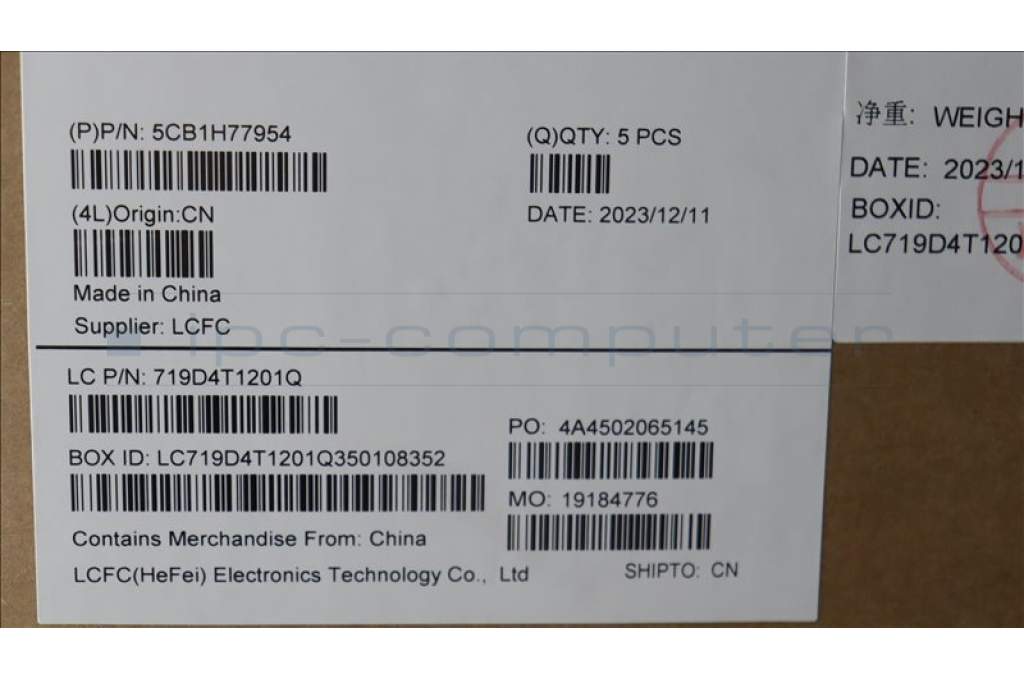 (P)P/N: 5CB1H77954
(Q)QTY: 5 PCS
(4L)Origin:CN
DATE: 2023/12/11
Made in China
Supplier: LCFC
ipc-computer
LC P/N: 719D4T1201Q
PO: 4A4502065145
BOX ID: LC719D4T1201Q350108352
MO: 19184776
Contains Merchandise From: China
LCFC(HeFei) Electronics Technology Co., Ltd
SHIPTO: CN
净重: WEIGH
DATE: 2023/1
BOXID:
LC719D4T120